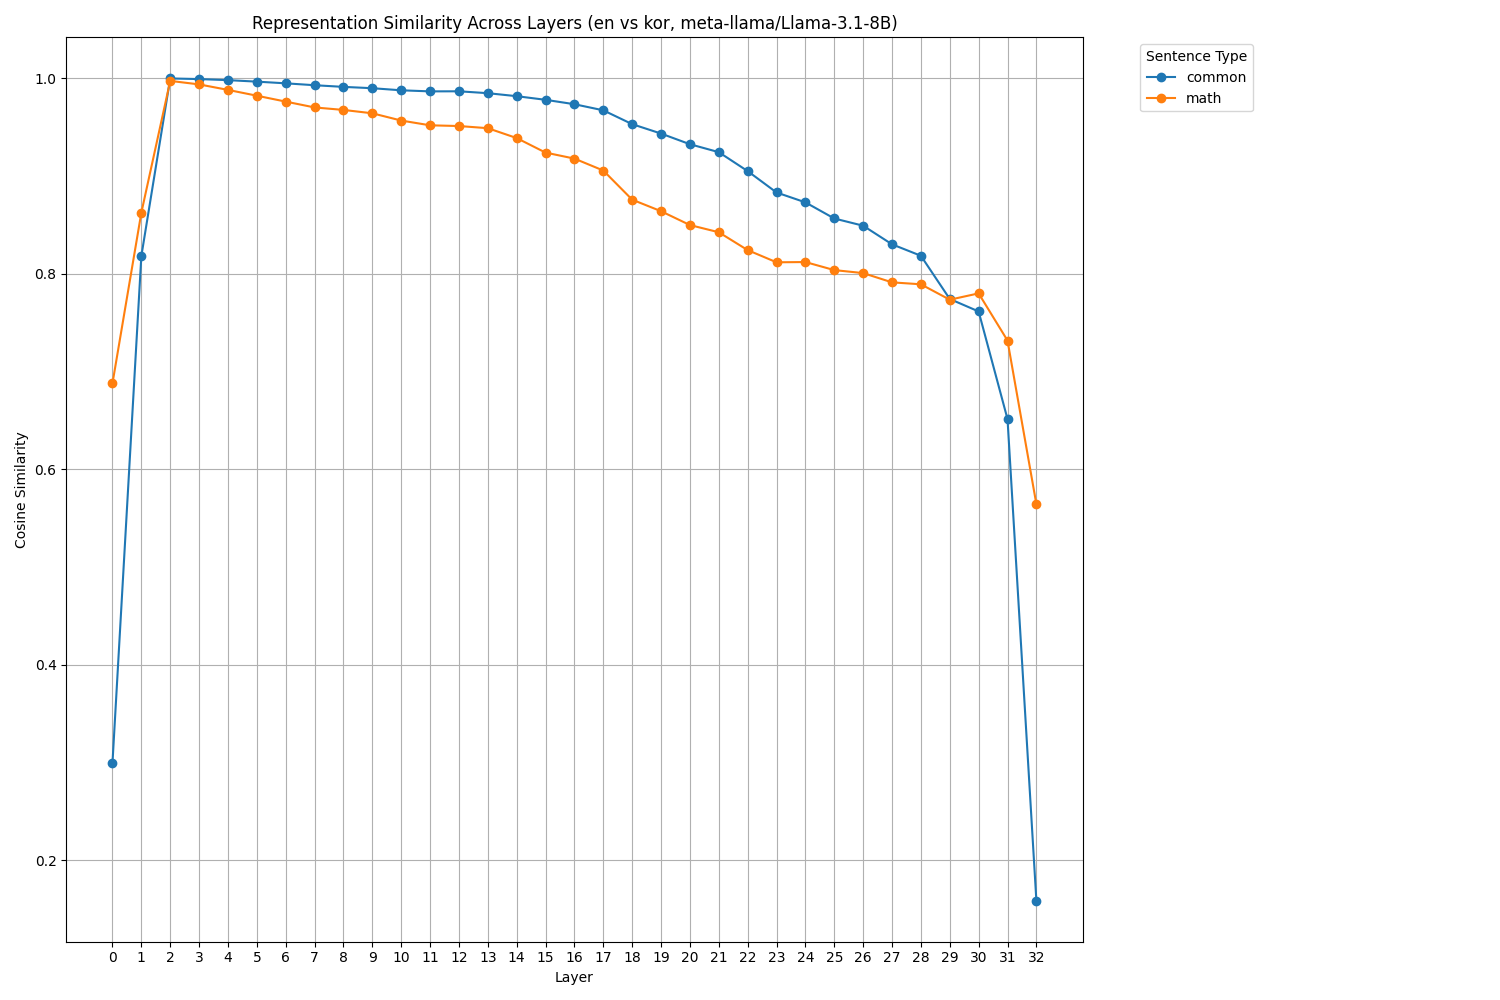 Representation Similarity Across Layers (en vs kor, meta-llama/Llama-3.1-8B)
Sentence Type
common
math
1.0
0.8
0.6
0.4
0.2
Cosine Similarity
0 1 2 3 4 5 6 7 8 9 10 11 12 13 14 15 16 17 18 19 20 21 22 23 24 25 26 27 28 29 30 31 32
Layer